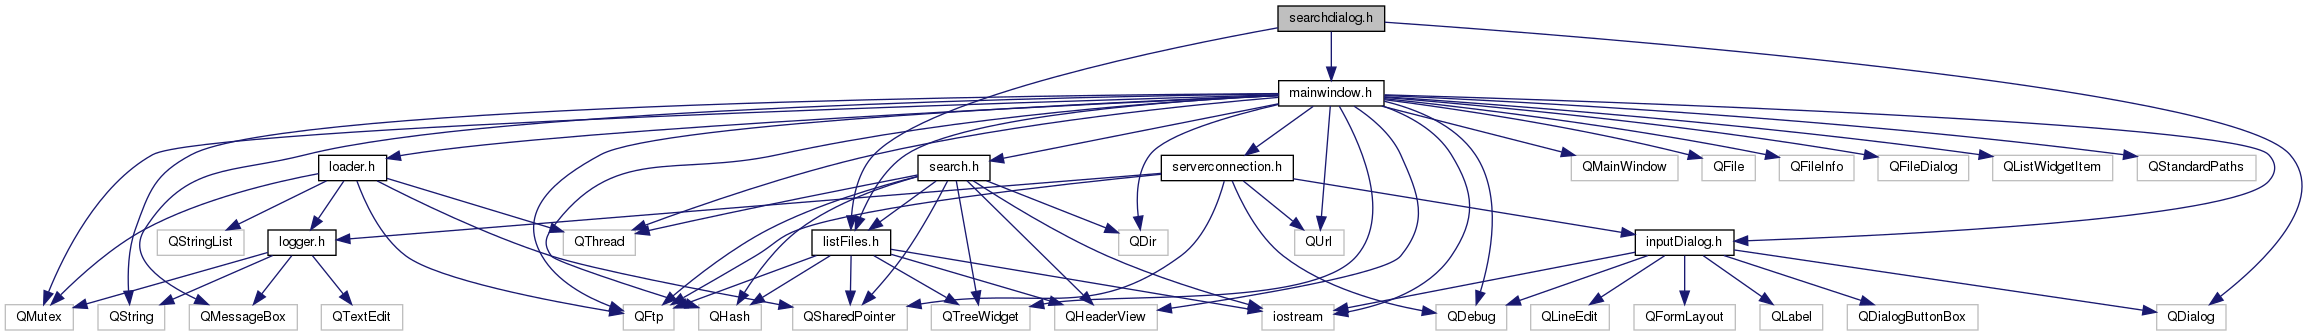 searchdialog.h
mainwindow.h
loader.h
search.h
serverconnection.h
QMainWindow
QFile
QFileInfo
QFileDialog
QListWidgetItem
QStandardPaths
QStringList
logger.h
QThread
listFiles.h
QDir
QUrl
inputDialog.h
QMutex
QString
QMessageBox
QTextEdit
QFtp
QHash
QSharedPointer
QTreeWidget
QHeaderView
iostream
QDebug
QLineEdit
QFormLayout
QLabel
QDialogButtonBox
QDialog